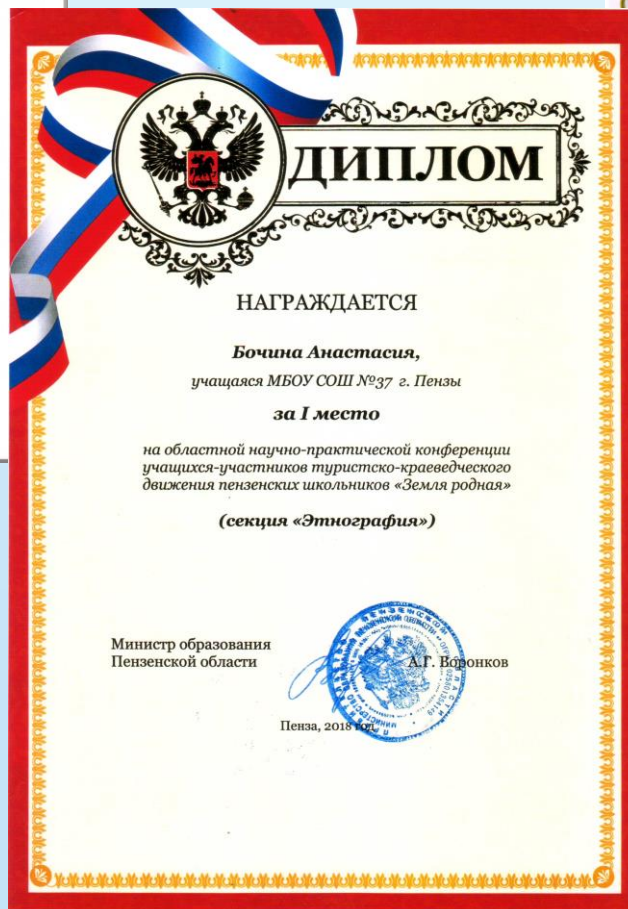 ДИПЛОМ
НАГРАЖДАЕТСЯ
Бочина Анастасия,
учащаяся МБОУ СОШ №37 г. Пензы
за I место
на областной научно-практической конференции
учащихся-участников туристско-краеведческого
движения пензенских школьников «Земля родная»
(секция «Этнография»)
Министр образования
Пензенской области
А.Г. Воронков
Пенза, 2018 год